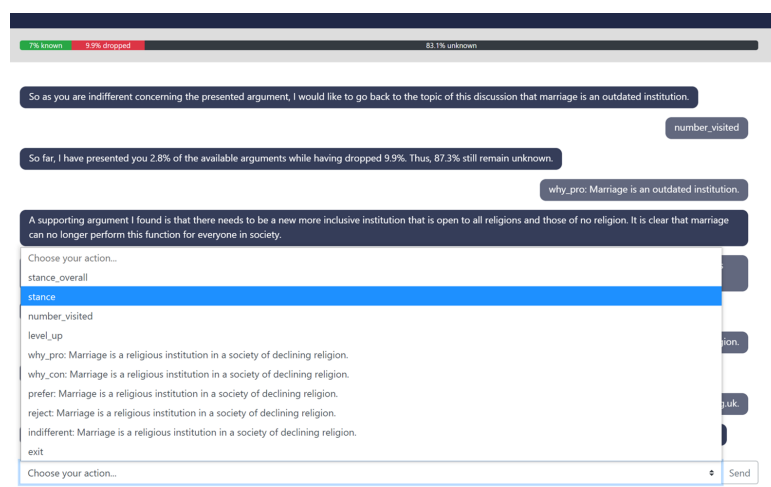 7% known 9.9% dropped 83.1% unknown
So as you are indifferent concerning the presented argument, I would like to go back to the topic of this discussion that marriage is an outdated institution.
number_visited
So far, I have presented you 2.8% of the available arguments while having dropped 9.9%. Thus, 87.3% still remain unknown.
why_pro: Marriage is an outdated institution.
A supporting argument I found is that there needs to be a new more inclusive institution that is open to all religions and those of no religion. It is clear that marriage
can no longer perform this function for everyone in society.
Choose your action...
stance_overall
stance
number_visited
level_up
why_pro: Marriage is a religious institution in a society of declining religion.
why_con: Marriage is a religious institution in a society of declining religion.
prefer: Marriage is a religious institution in a society of declining religion.
reject: Marriage is a religious institution in a society of declining religion.
indifferent: Marriage is a religious institution in a society of declining religion.
exit
Choose your action... Send